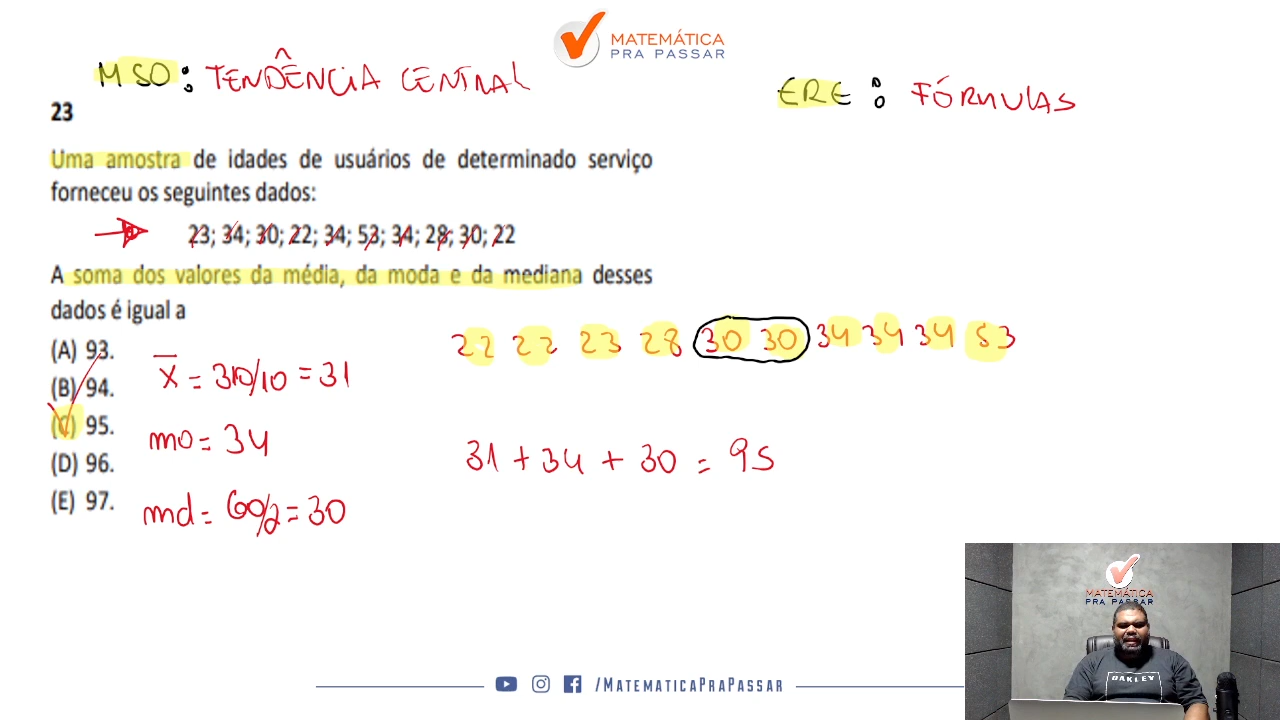 MATEMÁTICA
PRA PASSAR
MSO: TENDÊNCIA CENTRAL
ERE: FÓRMULAS
23
Uma amostra de idades de usuários de determinado serviço
forneceu os seguintes dados:
23; 34; 30; 22; 34; 53; 34; 28; 30; 22
A soma dos valores da média, da moda e da mediana desses
dados é igual a
22 22 23 28 30 30 34 34 34 53
(A) 93.
(B) 94.
(C) 95.
(D) 96.
(E) 97.
x̄ = 310/10 = 31
mo = 34
md = 60/2 = 30
31 + 34 + 30 = 95
MATEMÁTICA
PRA PASSAR
OAKLEY
/MATEMATICAPRAPASSAR